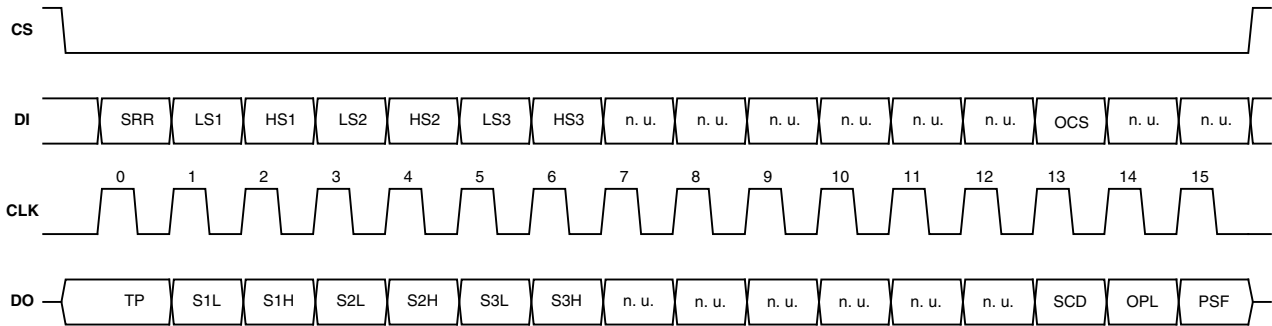 CS
DI SRR LS1 HS1 LS2 HS2 LS3 HS3 n. u. n. u. n. u. n. u. n. u. n. u. OCS n. u. n. u.
0 1 2 3 4 5 6 7 8 9 10 11 12 13 14 15
CLK
DO TP S1L S1H S2L S2H S3L S3H n. u. n. u. n. u. n. u. n. u. n. u. SCD OPL PSF